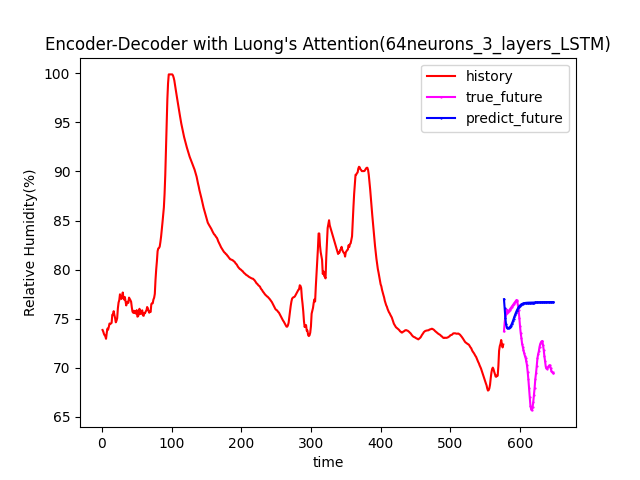 Encoder-Decoder with Luong's Attention(64neurons_3_layers_LSTM)
history
true_future
predict_future
Relative Humidity(%)
100
95
90
85
80
75
70
65
0 100 200 300 400 500 600
time